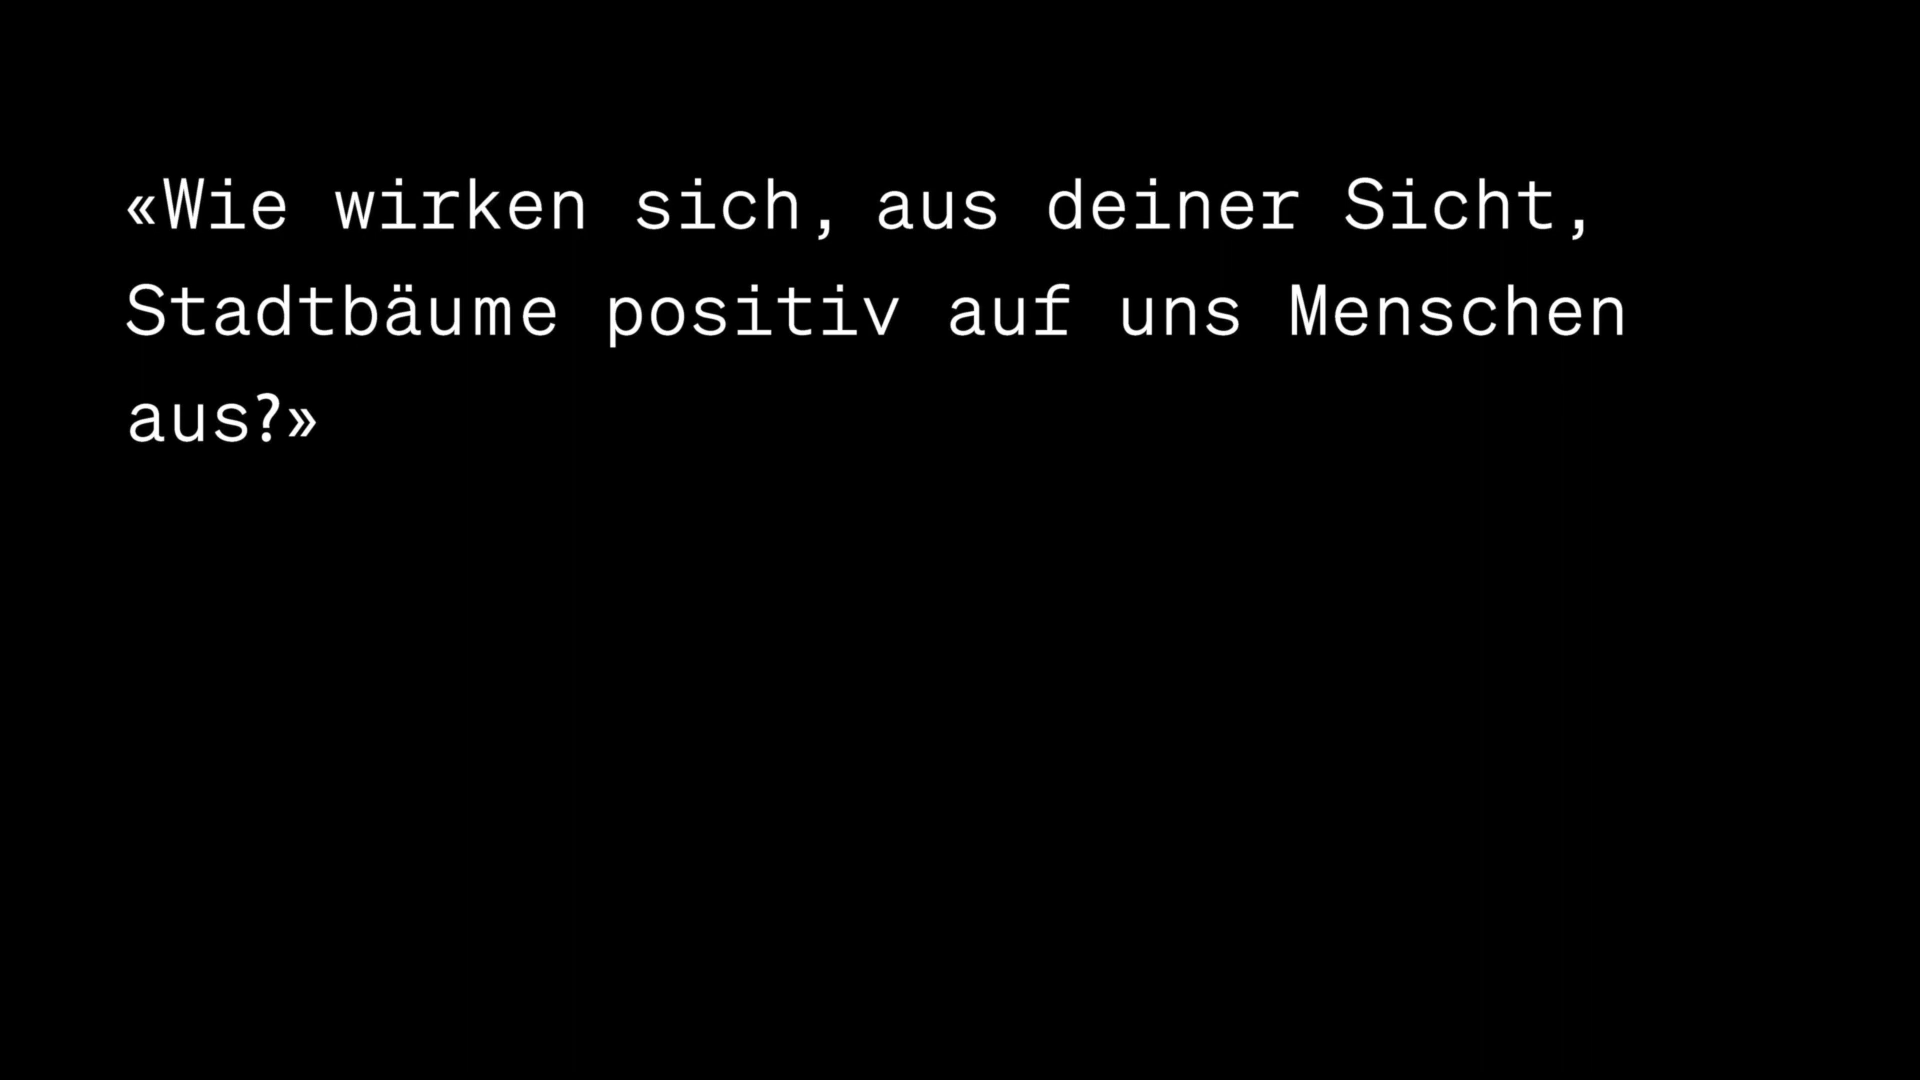 «Wie wirken sich, aus deiner Sicht,
Stadtbäume positiv auf uns Menschen
aus?»